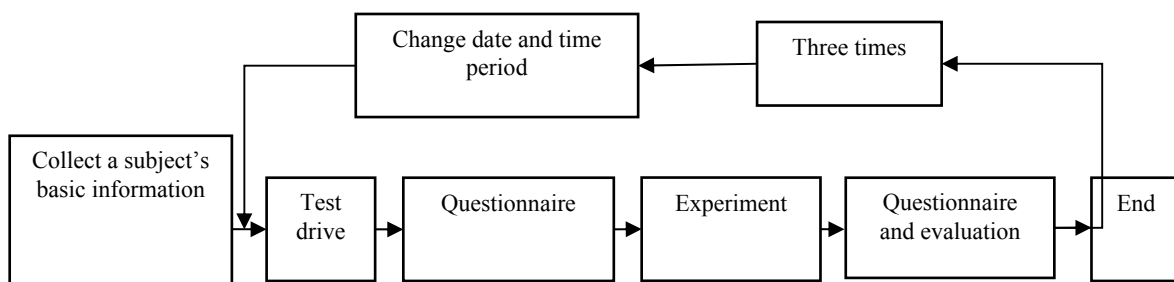 Change date and time
period
Three times
Collect a subject’s
basic information
Test
drive
Questionnaire
Experiment
Questionnaire
and evaluation
End